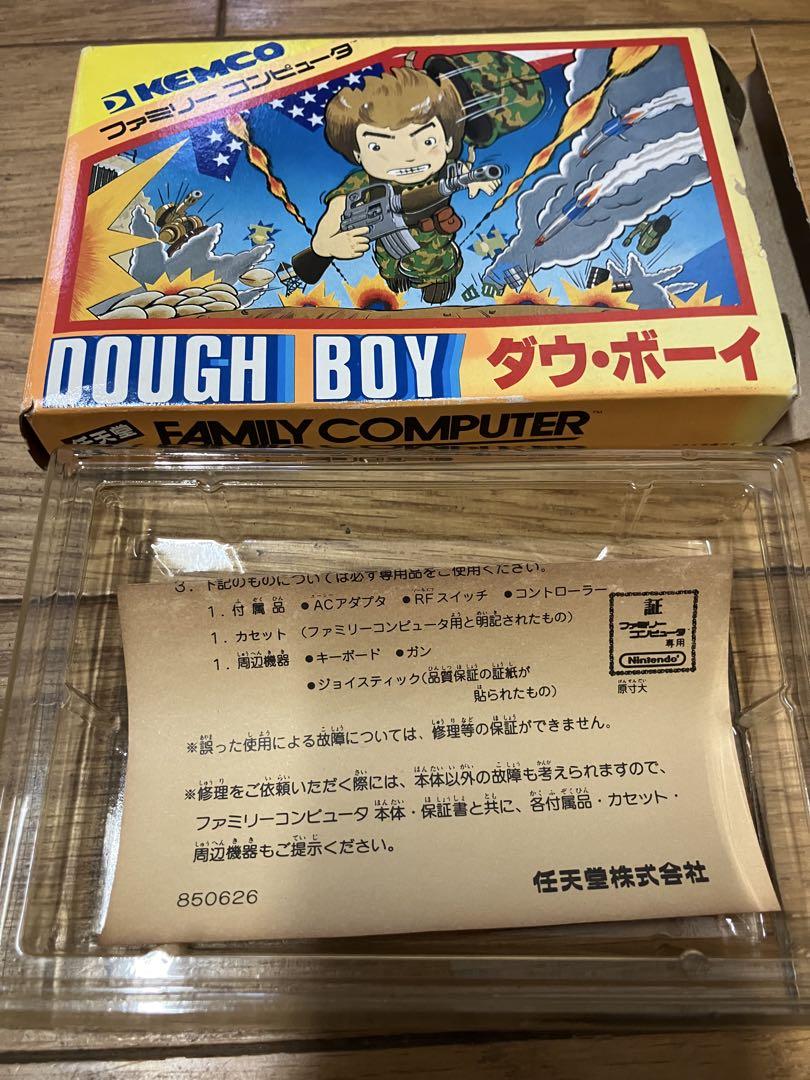 KEMCO
ファミリーコンピュータ™
DOUGH BOY ダウ・ボーイ
任天堂 FAMILY COMPUTER™
3. 下記のものについては必ず専用品をご使用ください。
1. 付属品 ●ACアダプタ ●RFスイッチ ●コントローラー
1. カセット (ファミリーコンピュータ用と明記されたもの)
1. 周辺機器 ●キーボード ●ガン
●ジョイスティック(品質保証の証紙が
貼られたもの)
証
ファミリー
コンピュータ™
専用
Nintendo
原寸大
※誤った使用による故障については、修理等の保証ができません。
※修理をご依頼いただく際には、本体以外の故障も考えられますので、
ファミリーコンピュータ本体・保証書と共に、各付属品・カセット・
周辺機器もご提示ください。
850626
任天堂株式会社